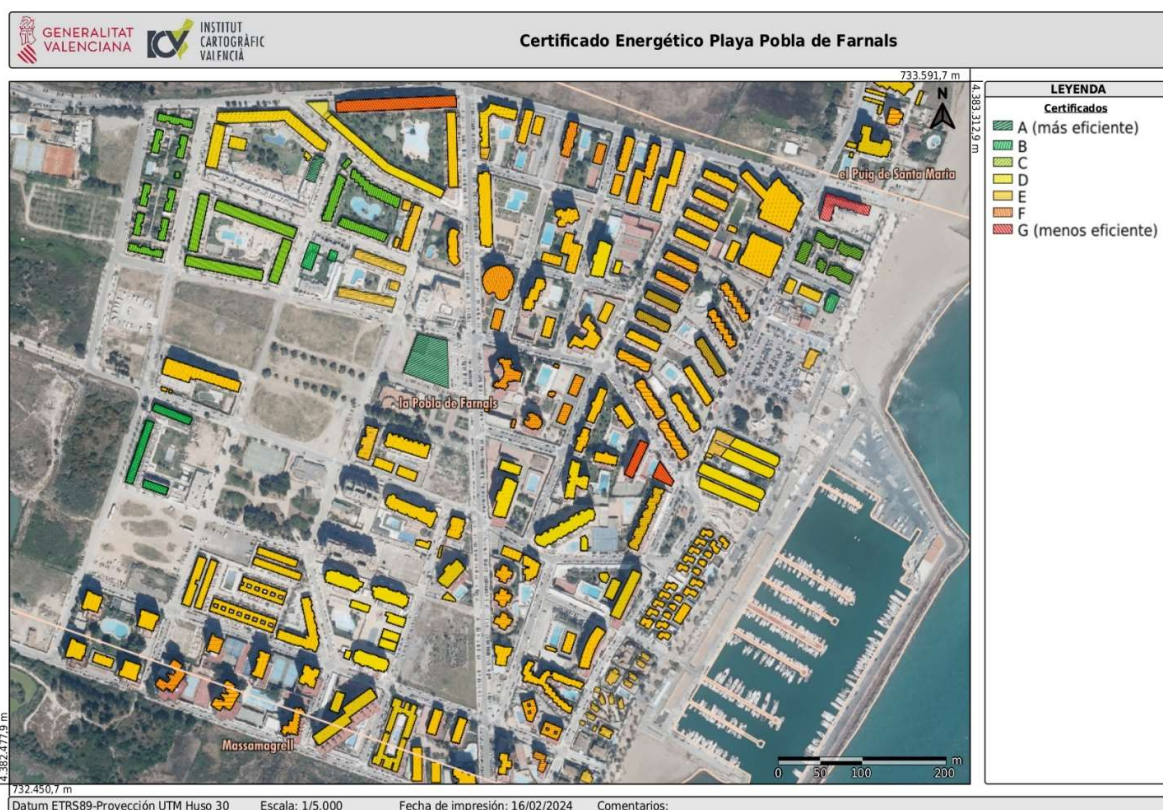 GENERALITAT
VALENCIANA
INSTITUT
CARTOGRÀFIC
VALENCIÀ
Certificado Energético Playa Pobla de Farnals
733.591,7 m
4.383.312,9 m
N
el Puig de Santa Maria
la Pobla de Farnals
Massamagrell
m
0 50 100 200
4.382.477,9 m
732.450,7 m
LEYENDA
Certificados
A (más eficiente)
B
C
D
E
F
G (menos eficiente)
Datum ETRS89-Proyección UTM Huso 30 Escala: 1/5.000 Fecha de impresión: 16/02/2024 Comentarios: